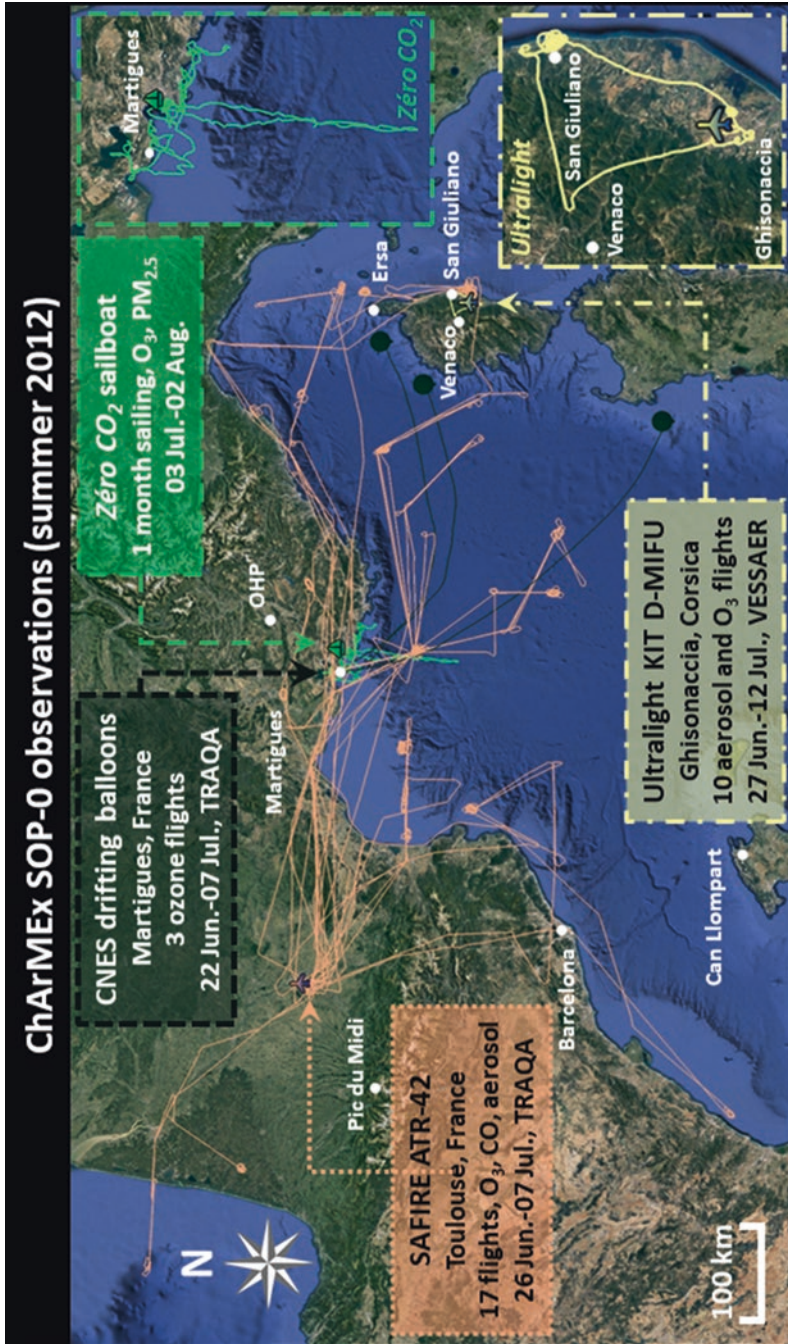 ChArMEx SOP-0 observations (summer 2012)
CNES drifting balloons
Martigues, France
3 ozone flights
22 Jun.-07 Jul., TRAQA
Zéro CO₂ sailboat
1 month sailing, O₃, PM₂.₅
03 Jul.-02 Aug.
Martigues
Zéro CO₂
N
OHP
Martigues
Ersa
San Giuliano
Venaco
Pic du Midi
Barcelona
Can Llompart
SAFIRE ATR-42
Toulouse, France
17 flights, O₃, CO, aerosol
26 Jun.-07 Jul., TRAQA
Ultralight KIT D-MIFU
Ghisonaccia, Corsica
10 aerosol and O₃ flights
27 Jun.-12 Jul., VESSAER
Ultralight
San Giuliano
Venaco
Ghisonaccia
100 km